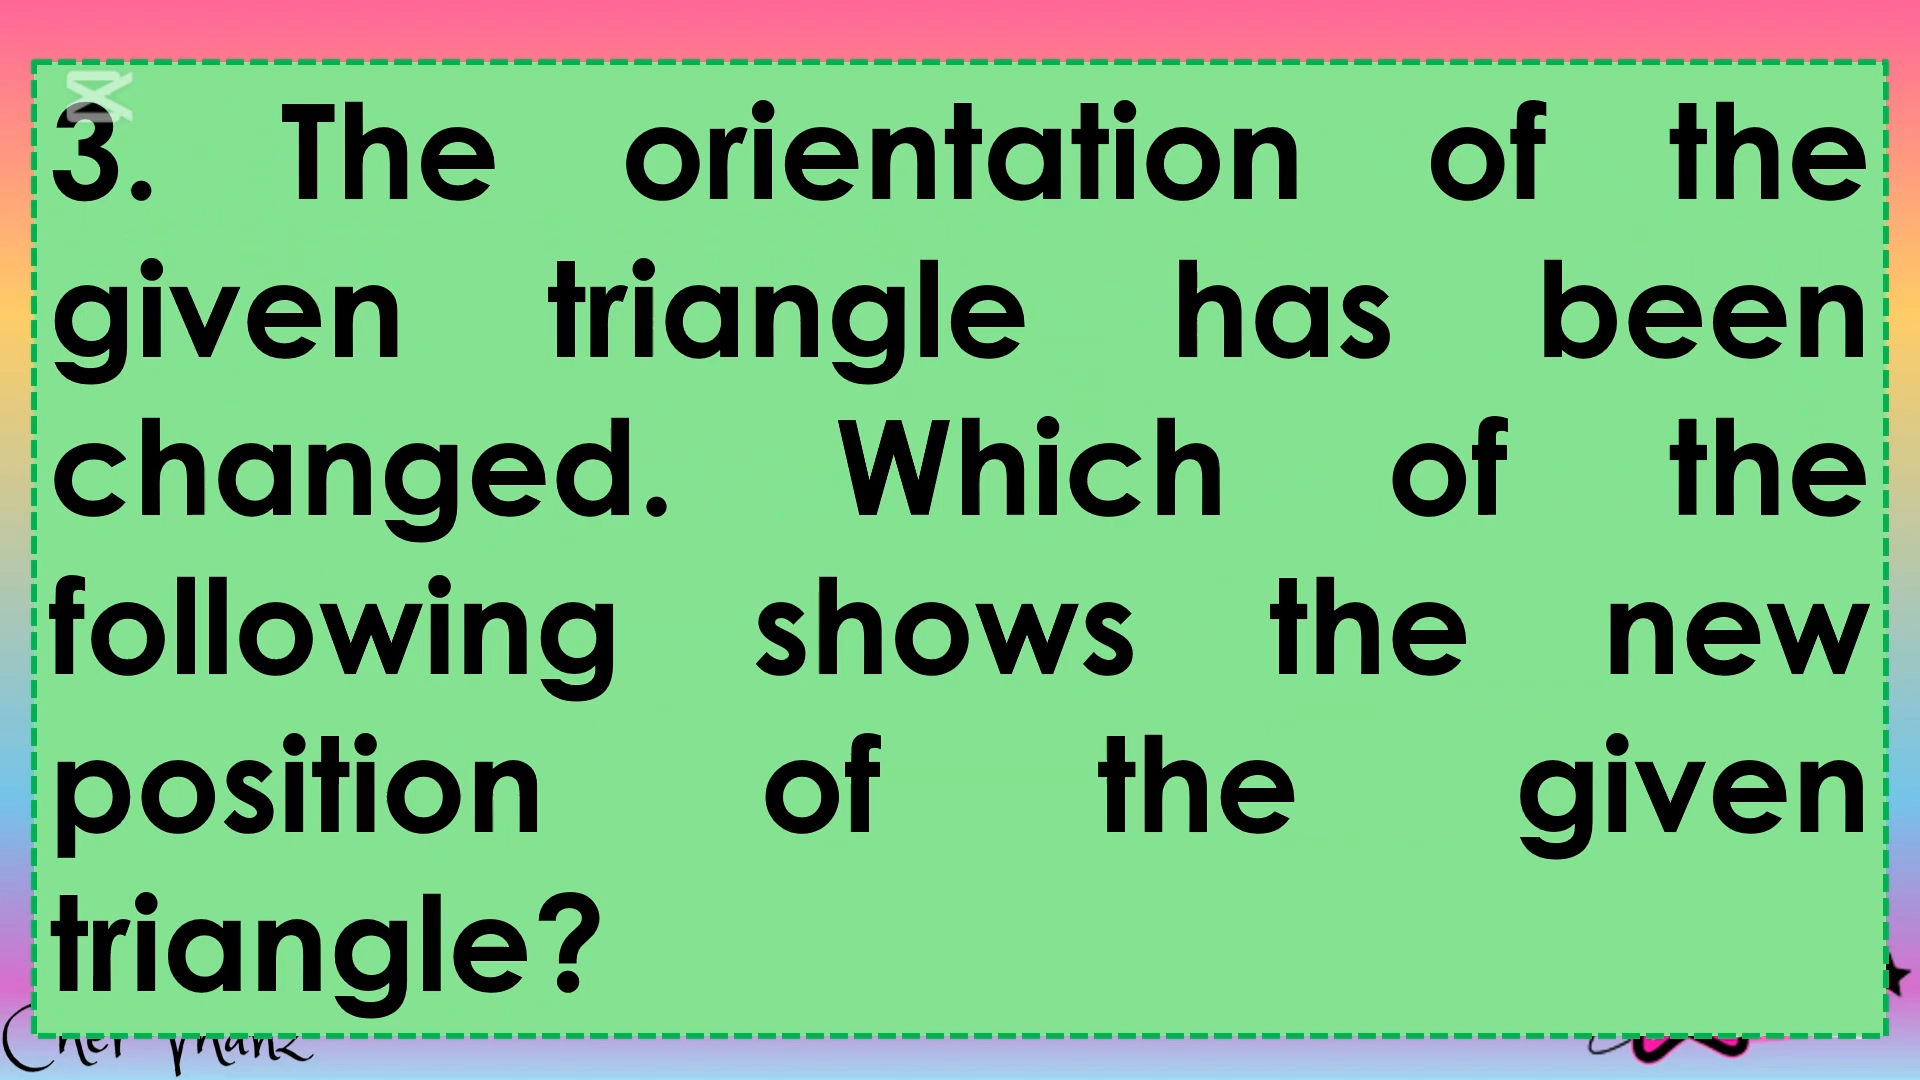 3. The orientation of the
given triangle has been
changed. Which of the
following shows the new
position of the given
triangle?